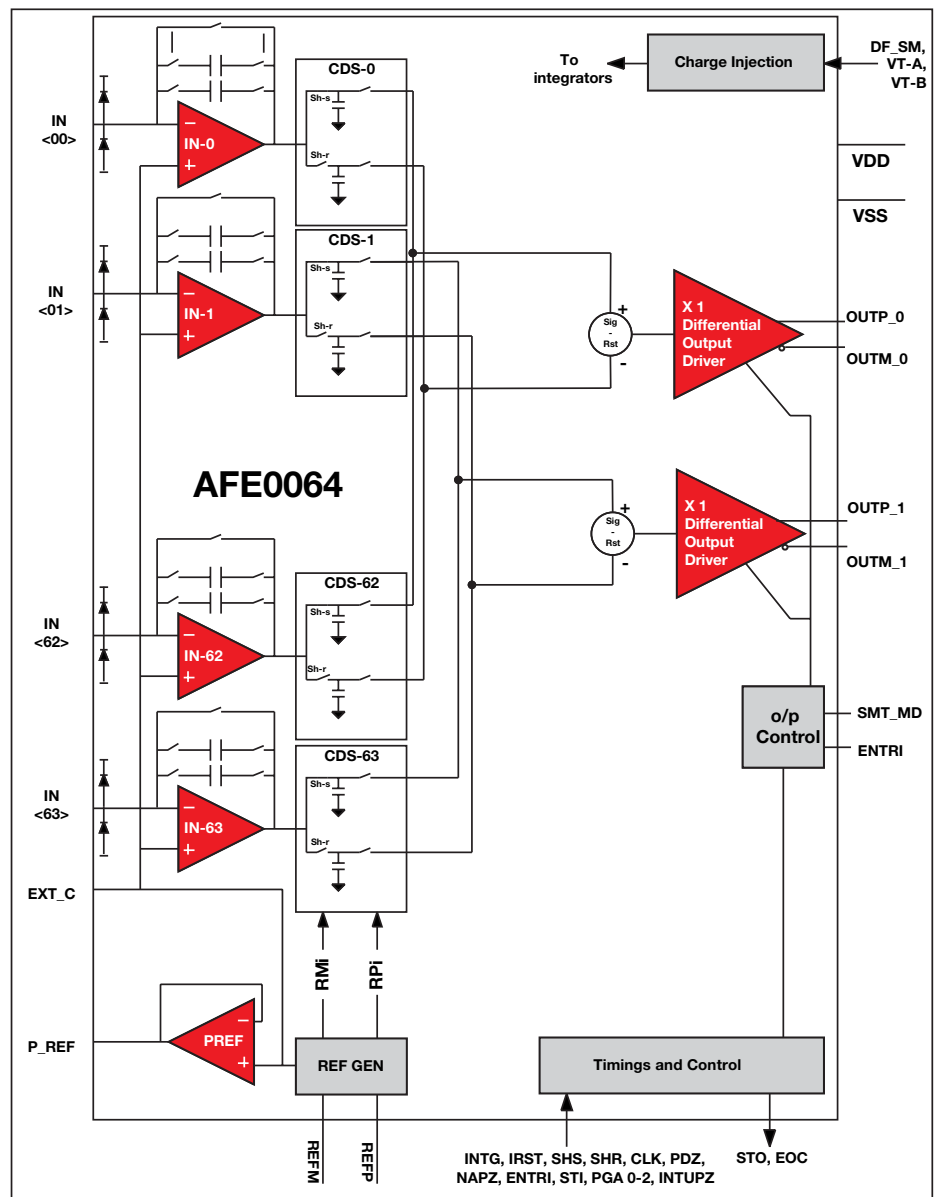 To
integrators
Charge Injection
DF_SM,
VT-A,
VT-B
CDS-0
Sh-s
Sh-r
IN
<00>
−
IN-0
+
VDD
VSS
CDS-1
Sh-s
Sh-r
IN
<01>
−
IN-1
+
+
Sig
-
Rst
-
X 1
Differential
Output
Driver
OUTP_0
OUTM_0
AFE0064
+
Sig
-
Rst
-
X 1
Differential
Output
Driver
OUTP_1
OUTM_1
CDS-62
Sh-s
Sh-r
IN
<62>
−
IN-62
+
o/p
Control
SMT_MD
ENTRI
CDS-63
Sh-s
Sh-r
IN
<63>
−
IN-63
+
EXT_C
RMi
RPi
P_REF
−
PREF
+
REF GEN
Timings and Control
REFM
REFP
INTG, IRST, SHS, SHR, CLK, PDZ,
NAPZ, ENTRI, STI, PGA 0-2, INTUPZ
STO, EOC